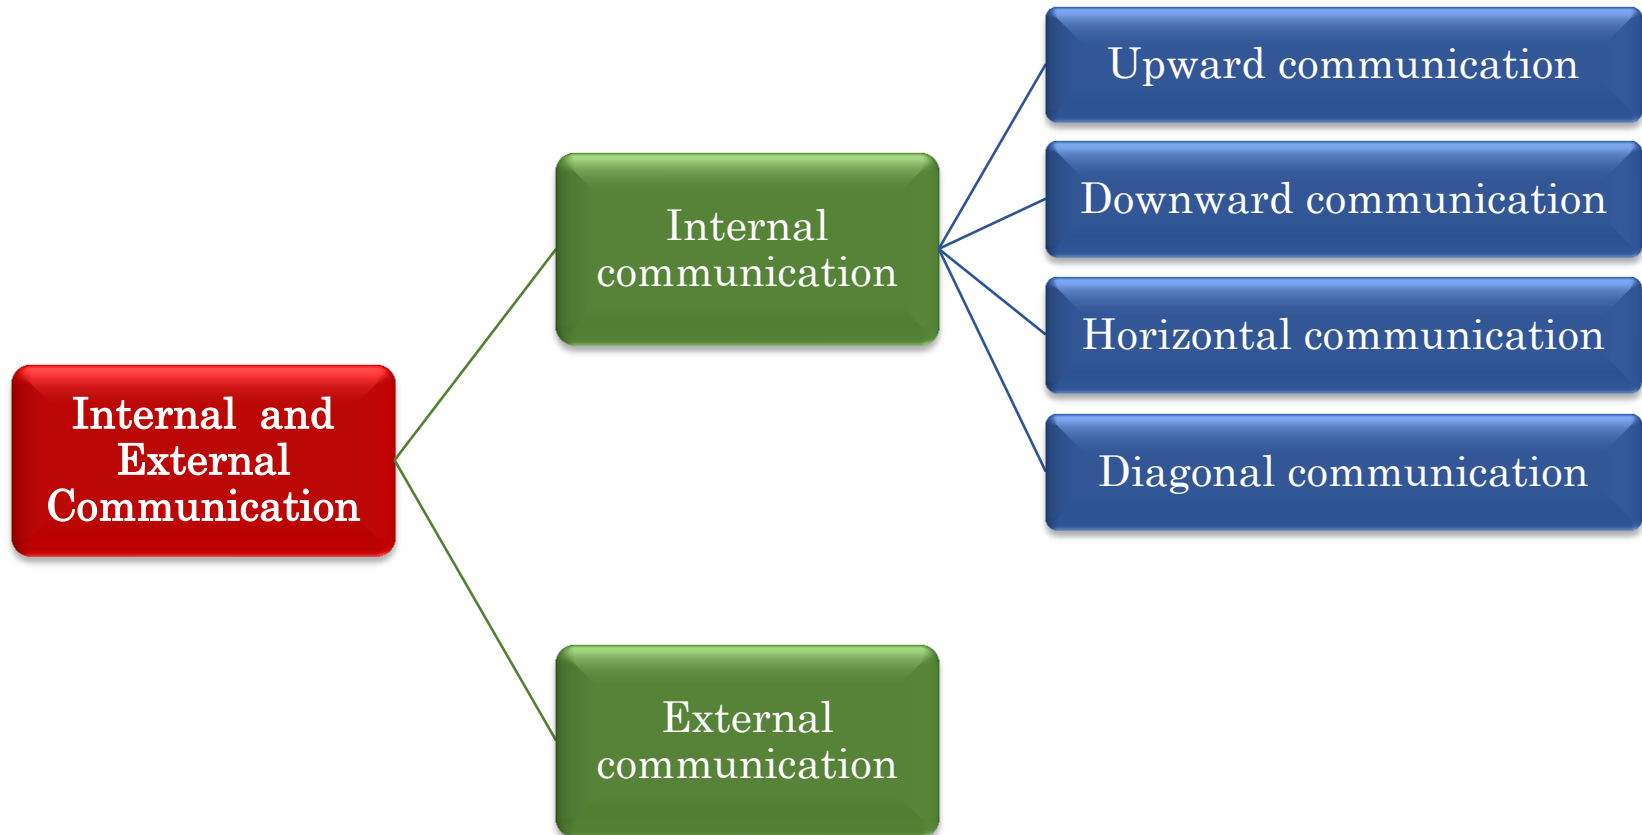 Internal and
External
Communication
Internal
communication
External
communication
Upward communication
Downward communication
Horizontal communication
Diagonal communication